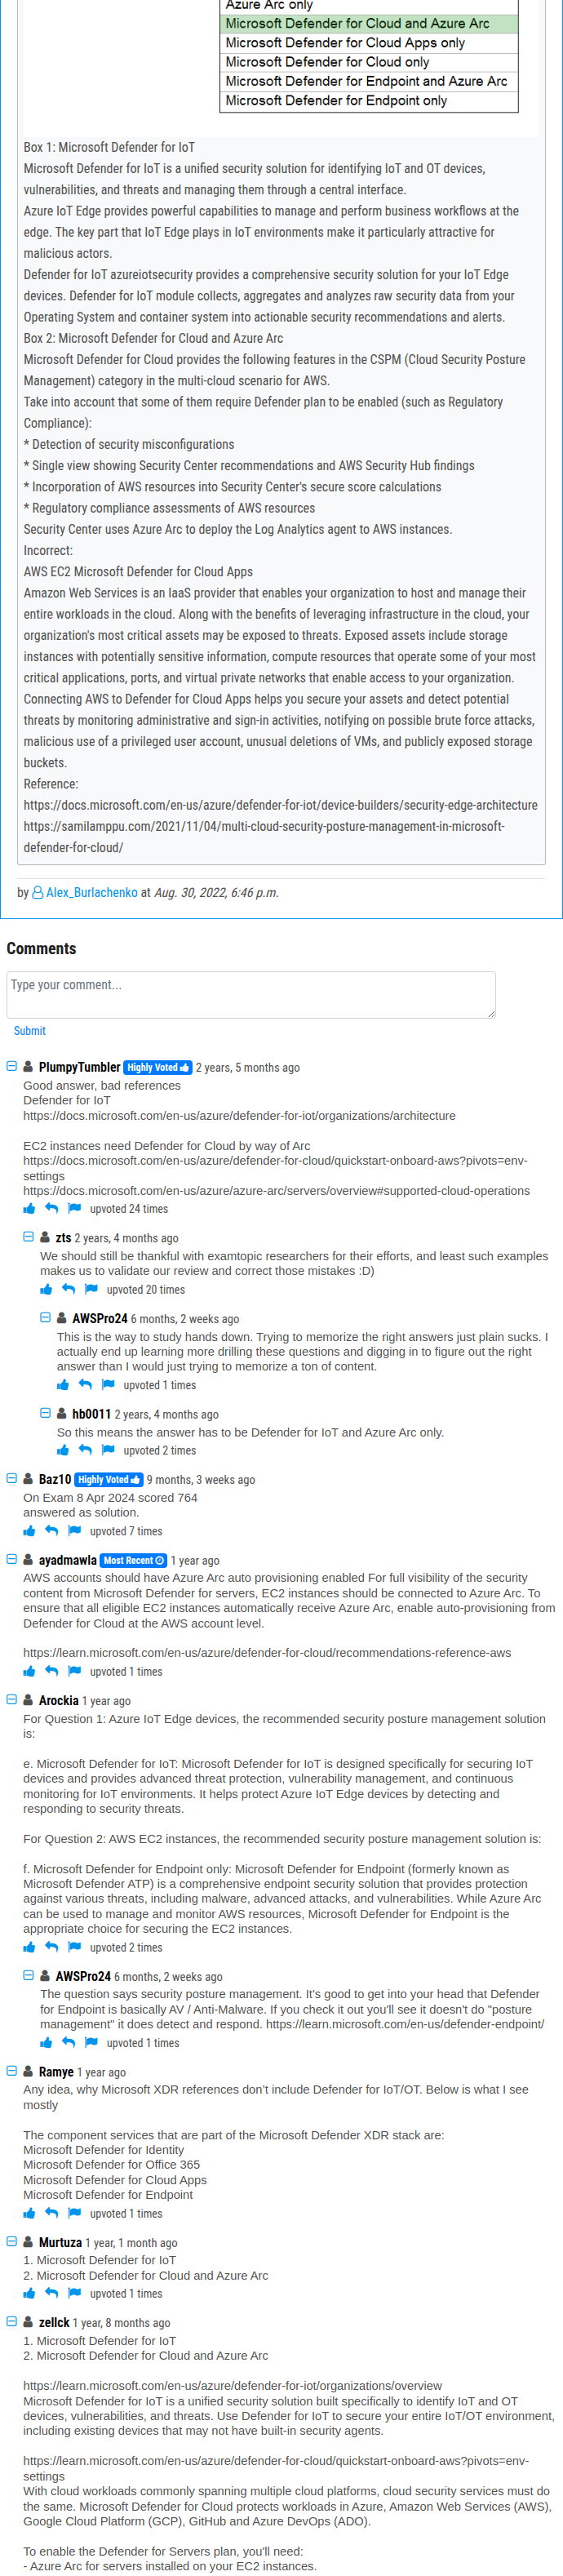 Azure Arc only
Microsoft Defender for Cloud and Azure Arc
Microsoft Defender for Cloud Apps only
Microsoft Defender for Cloud only
Microsoft Defender for Endpoint and Azure Arc
Microsoft Defender for Endpoint only
Box 1: Microsoft Defender for IoT
Microsoft Defender for IoT is a unified security solution for identifying IoT and OT devices,
vulnerabilities, and threats and managing them through a central interface.
Azure IoT Edge provides powerful capabilities to manage and perform business workflows at the
edge. The key part that IoT Edge plays in IoT environments make it particularly attractive for
malicious actors.
Defender for IoT azureiotsecurity provides a comprehensive security solution for your IoT Edge
devices. Defender for IoT module collects, aggregates and analyzes raw security data from your
Operating System and container system into actionable security recommendations and alerts.
Box 2: Microsoft Defender for Cloud and Azure Arc
Microsoft Defender for Cloud provides the following features in the CSPM (Cloud Security Posture
Management) category in the multi-cloud scenario for AWS.
Take into account that some of them require Defender plan to be enabled (such as Regulatory
Compliance):
* Detection of security misconfigurations
* Single view showing Security Center recommendations and AWS Security Hub findings
* Incorporation of AWS resources into Security Center's secure score calculations
* Regulatory compliance assessments of AWS resources
Security Center uses Azure Arc to deploy the Log Analytics agent to AWS instances.
Incorrect:
AWS EC2 Microsoft Defender for Cloud Apps
Amazon Web Services is an IaaS provider that enables your organization to host and manage their
entire workloads in the cloud. Along with the benefits of leveraging infrastructure in the cloud, your
organization's most critical assets may be exposed to threats. Exposed assets include storage
instances with potentially sensitive information, compute resources that operate some of your most
critical applications, ports, and virtual private networks that enable access to your organization.
Connecting AWS to Defender for Cloud Apps helps you secure your assets and detect potential
threats by monitoring administrative and sign-in activities, notifying on possible brute force attacks,
malicious use of a privileged user account, unusual deletions of VMs, and publicly exposed storage
buckets.
Reference:
https://docs.microsoft.com/en-us/azure/defender-for-iot/device-builders/security-edge-architecture
https://samilamppu.com/2021/11/04/multi-cloud-security-posture-management-in-microsoft-
defender-for-cloud/
by Alex_Burlachenko at Aug. 30, 2022, 6:46 p.m.
Comments
Type your comment...
Submit
PlumpyTumbler Highly Voted 2 years, 5 months ago
Good answer, bad references
Defender for IoT
https://docs.microsoft.com/en-us/azure/defender-for-iot/organizations/architecture
EC2 instances need Defender for Cloud by way of Arc
https://docs.microsoft.com/en-us/azure/defender-for-cloud/quickstart-onboard-aws?pivots=env-
settings
https://docs.microsoft.com/en-us/azure/azure-arc/servers/overview#supported-cloud-operations
upvoted 24 times
zts 2 years, 4 months ago
We should still be thankful with examtopic researchers for their efforts, and least such examples
makes us to validate our review and correct those mistakes :D)
upvoted 20 times
AWSPro24 6 months, 2 weeks ago
This is the way to study hands down. Trying to memorize the right answers just plain sucks. I
actually end up learning more drilling these questions and digging in to figure out the right
answer than I would just trying to memorize a ton of content.
upvoted 1 times
hb0011 2 years, 4 months ago
So this means the answer has to be Defender for IoT and Azure Arc only.
upvoted 2 times
Baz10 Highly Voted 9 months, 3 weeks ago
On Exam 8 Apr 2024 scored 764
answered as solution.
upvoted 7 times
ayadmawla Most Recent 1 year ago
AWS accounts should have Azure Arc auto provisioning enabled For full visibility of the security
content from Microsoft Defender for servers, EC2 instances should be connected to Azure Arc. To
ensure that all eligible EC2 instances automatically receive Azure Arc, enable auto-provisioning from
Defender for Cloud at the AWS account level.
https://learn.microsoft.com/en-us/azure/defender-for-cloud/recommendations-reference-aws
upvoted 1 times
Arockia 1 year ago
For Question 1: Azure IoT Edge devices, the recommended security posture management solution
is:
e. Microsoft Defender for IoT: Microsoft Defender for IoT is designed specifically for securing IoT
devices and provides advanced threat protection, vulnerability management, and continuous
monitoring for IoT environments. It helps protect Azure IoT Edge devices by detecting and
responding to security threats.
For Question 2: AWS EC2 instances, the recommended security posture management solution is:
f. Microsoft Defender for Endpoint only: Microsoft Defender for Endpoint (formerly known as
Microsoft Defender ATP) is a comprehensive endpoint security solution that provides protection
against various threats, including malware, advanced attacks, and vulnerabilities. While Azure Arc
can be used to manage and monitor AWS resources, Microsoft Defender for Endpoint is the
appropriate choice for securing the EC2 instances.
upvoted 2 times
AWSPro24 6 months, 2 weeks ago
The question says security posture management. It's good to get into your head that Defender
for Endpoint is basically AV / Anti-Malware. If you check it out you'll see it doesn't do "posture
management" it does detect and respond. https://learn.microsoft.com/en-us/defender-endpoint/
upvoted 1 times
Ramye 1 year ago
Any idea, why Microsoft XDR references don't include Defender for IoT/OT. Below is what I see
mostly
The component services that are part of the Microsoft Defender XDR stack are:
Microsoft Defender for Identity
Microsoft Defender for Office 365
Microsoft Defender for Cloud Apps
Microsoft Defender for Endpoint
upvoted 1 times
Murtuza 1 year, 1 month ago
1. Microsoft Defender for IoT
2. Microsoft Defender for Cloud and Azure Arc
upvoted 1 times
zellck 1 year, 8 months ago
1. Microsoft Defender for IoT
2. Microsoft Defender for Cloud and Azure Arc
https://learn.microsoft.com/en-us/azure/defender-for-iot/organizations/overview
Microsoft Defender for IoT is a unified security solution built specifically to identify IoT and OT
devices, vulnerabilities, and threats. Use Defender for IoT to secure your entire IoT/OT environment,
including existing devices that may not have built-in security agents.
https://learn.microsoft.com/en-us/azure/defender-for-cloud/quickstart-onboard-aws?pivots=env-
settings
With cloud workloads commonly spanning multiple cloud platforms, cloud security services must do
the same. Microsoft Defender for Cloud protects workloads in Azure, Amazon Web Services (AWS),
Google Cloud Platform (GCP), GitHub and Azure DevOps (ADO).
To enable the Defender for Servers plan, you'll need:
- Azure Arc for servers installed on your EC2 instances.